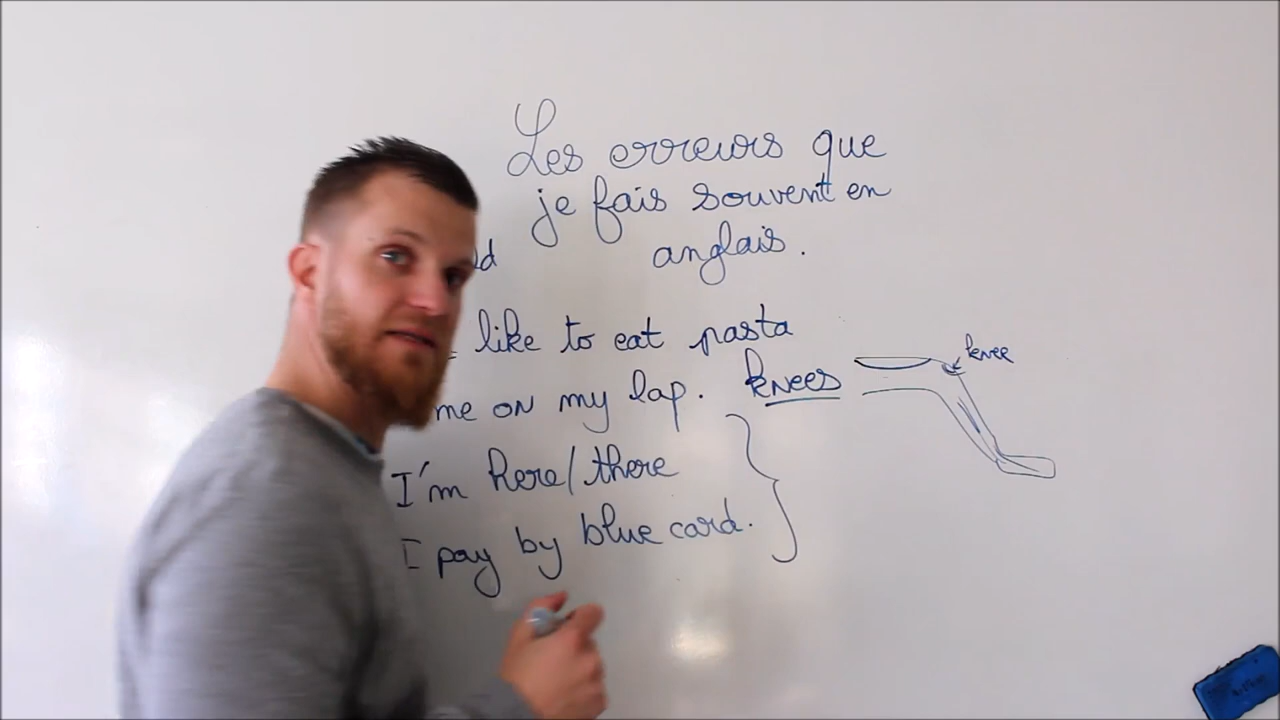 Les erreurs que
je fais souvent en
anglais.
like to eat pasta
me on my lap. knees
knee
I'm here/there
I pay by blue card.